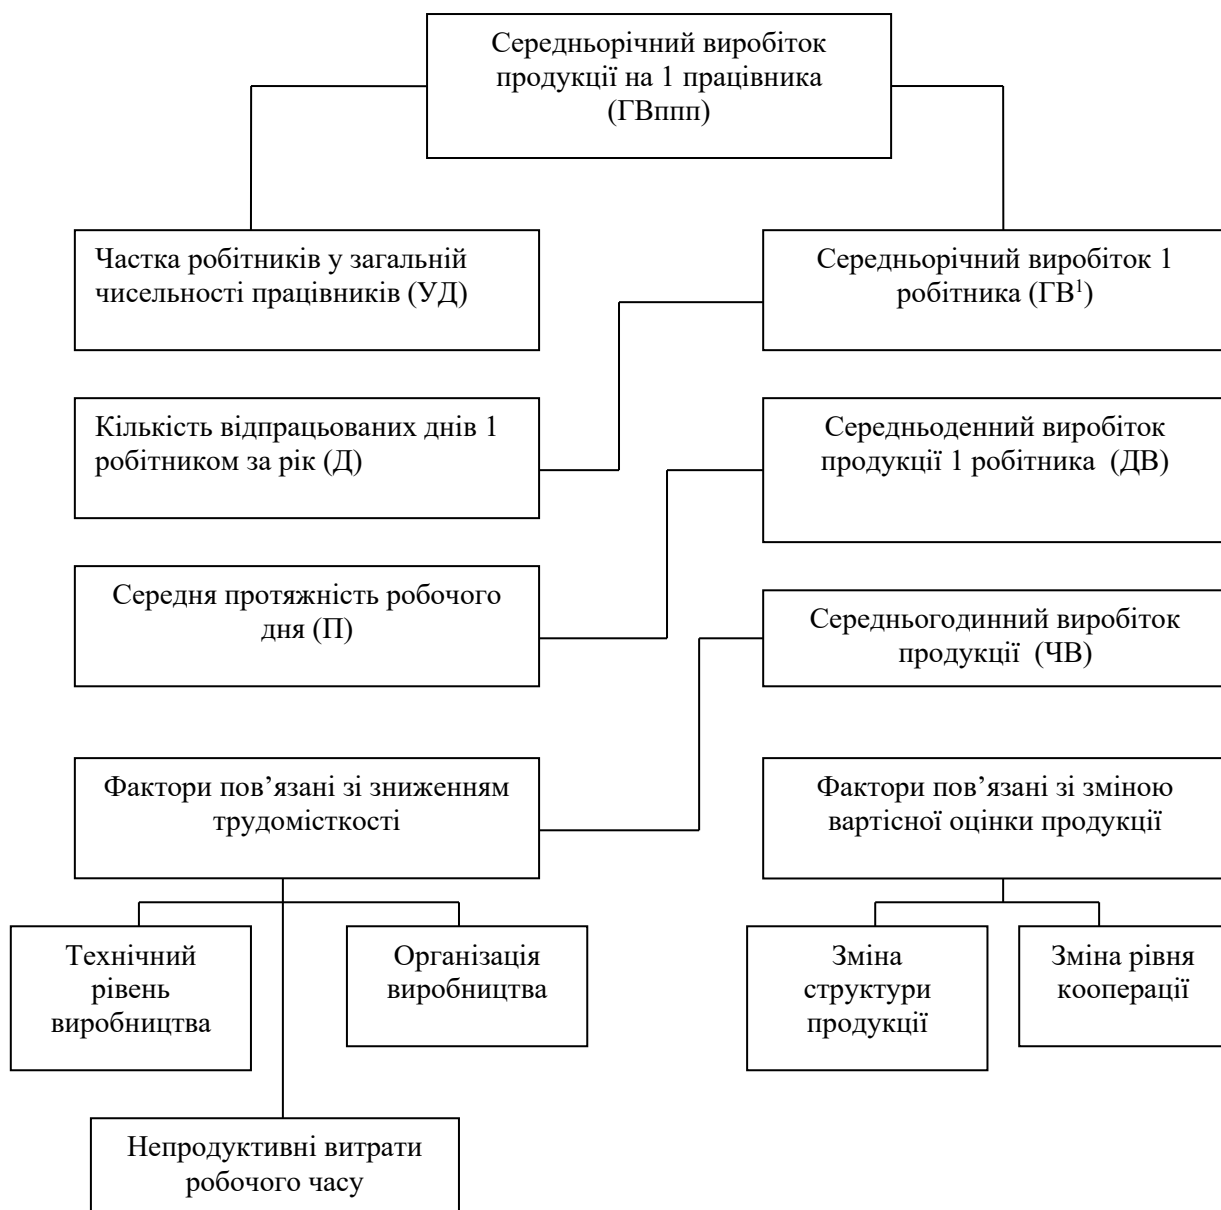 Середньорічний виробіток
продукції на 1 працівника
(ГВппп)
Частка робітників у загальній
чисельності працівників (УД)
Середньорічний виробіток 1
робітника (ГВ¹)
Кількість відпрацьованих днів 1
робітником за рік (Д)
Середньоденний виробіток
продукції 1 робітника (ДВ)
Середня протяжність робочого
дня (П)
Середньогодинний виробіток
продукції (ЧВ)
Фактори пов’язані зі зниженням
трудомісткості
Фактори пов’язані зі зміною
вартісної оцінки продукції
Технічний
рівень
виробництва
Організація
виробництва
Зміна
структури
продукції
Зміна рівня
кооперації
Непродуктивні витрати
робочого часу